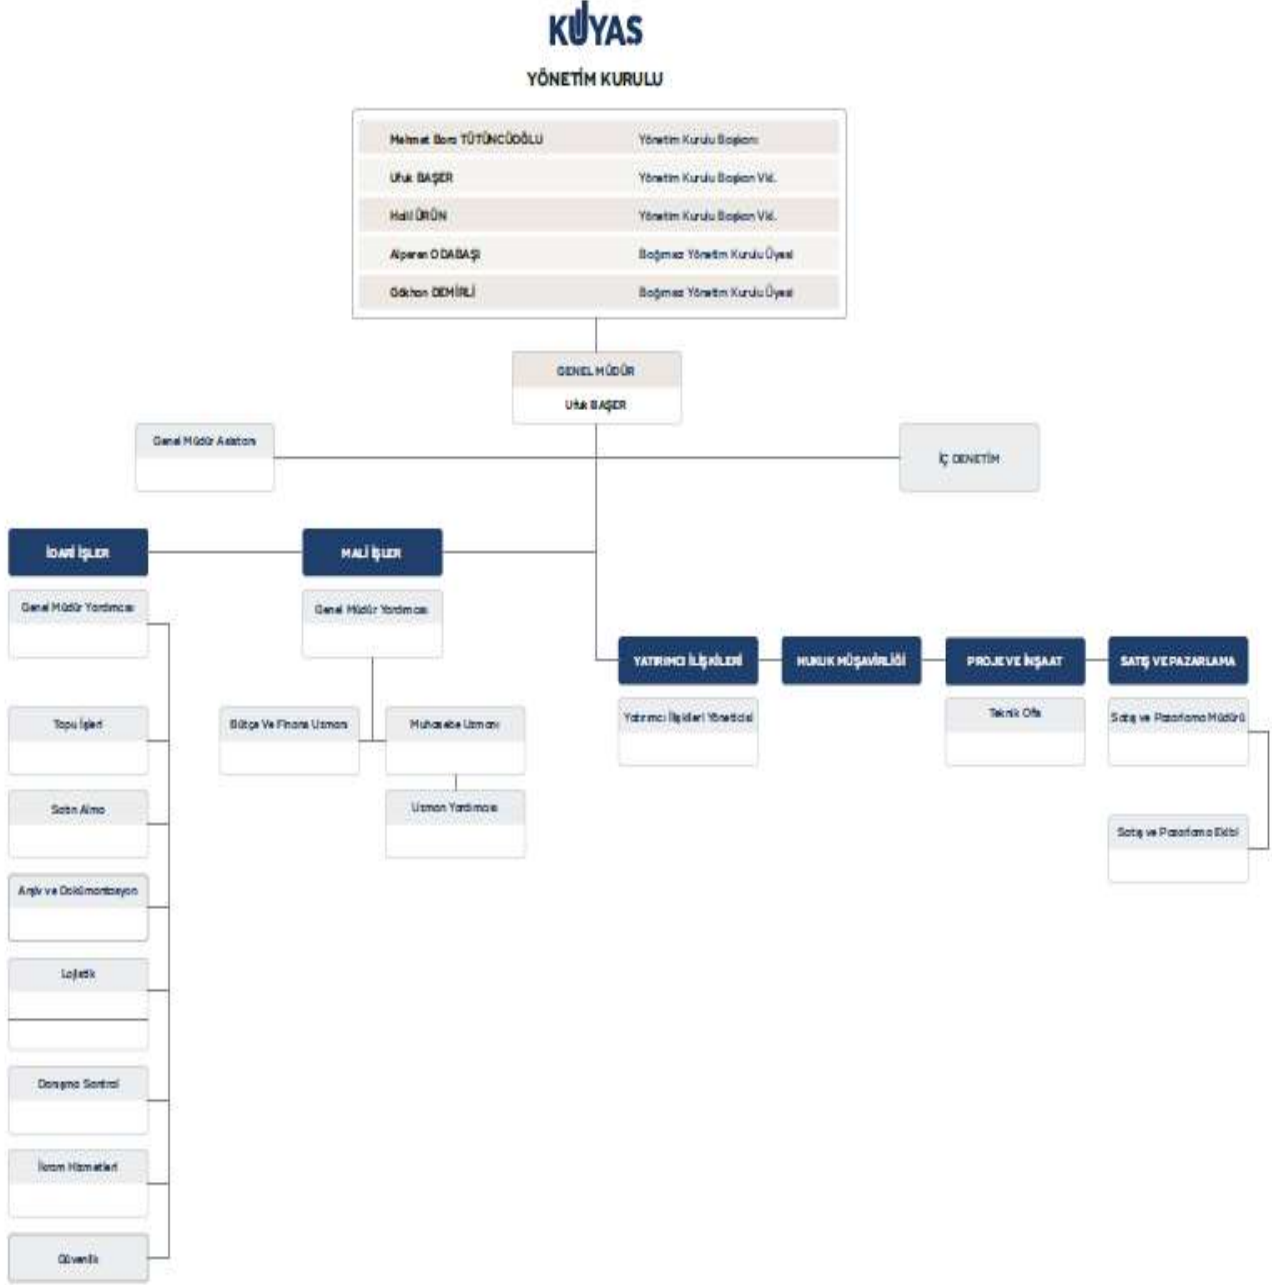 KUYAS
YÖNETİM KURULU
Mehmet Bora TÜTÜNCÜOĞLU Yönetim Kurulu Başkanı
Ufuk BAŞER Yönetim Kurulu Başkan Vkl.
Halil ÜRÜN Yönetim Kurulu Başkan Vkl.
Alperen ODABAŞI Bağımsız Yönetim Kurulu Üyesi
Gökhan DEMİRLİ Bağımsız Yönetim Kurulu Üyesi
GENEL MÜDÜR
Ufuk BAŞER
Genel Müdür Asistanı
İÇ DENETİM
İDARİ İŞLER
MALİ İŞLER
Genel Müdür Yardımcısı
Genel Müdür Yardımcısı
YATIRIMCI İLİŞKİLERİ
HUKUK MÜŞAVİRLİĞİ
PROJE VE İNŞAAT
SATIŞ VE PAZARLAMA
Yatırımcı İlişkileri Yöneticisi
Teknik Ofis
Satış ve Pazarlama Müdürü
Tapu İşleri
Bütçe Ve Finans Uzmanı
Muhasebe Uzmanı
Satın Alma
Uzman Yardımcısı
Satış ve Pazarlama Ekibi
Arşiv ve Dokümantasyon
Lojistik
Danışma Santral
İkram Hizmetleri
Güvenlik